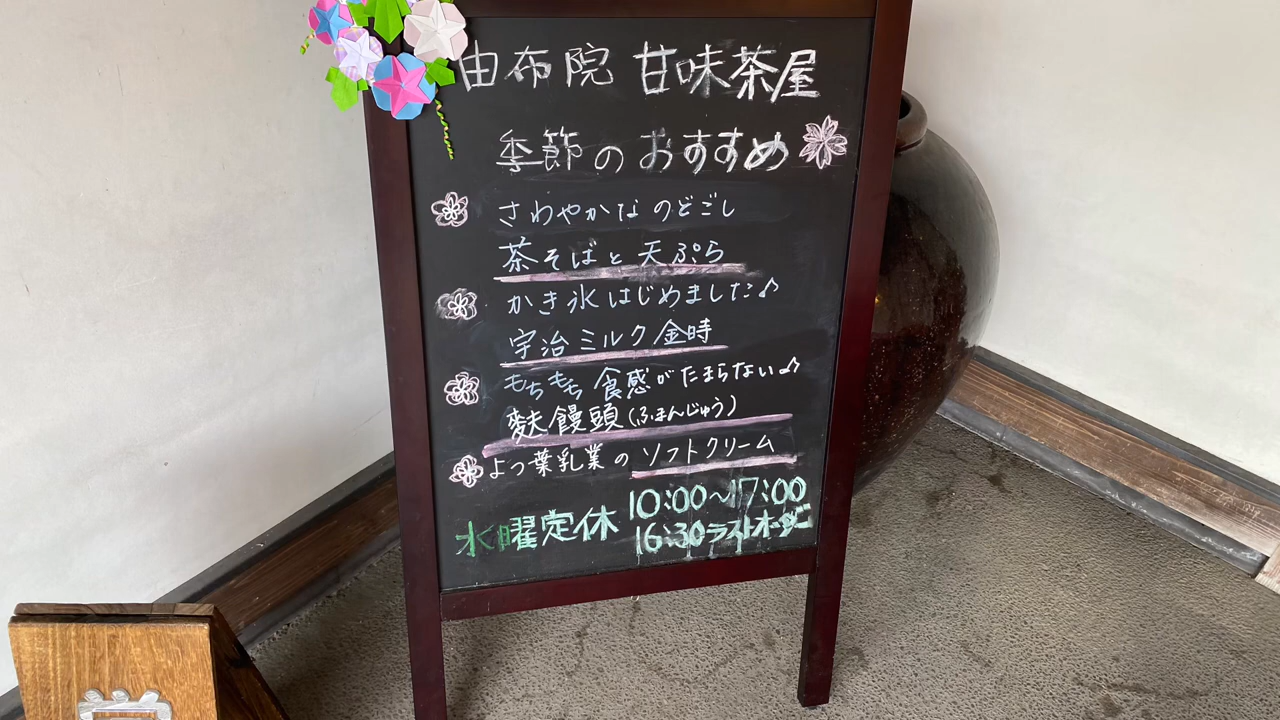 由布院 甘味茶屋
季節のおすすめ
さわやかなのどごし
茶そばと天ぷら
かき氷はじめました♪
宇治ミルク金時
もちもち食感がたまらない♪
麩饅頭(ふまんじゅう)
よつ葉乳業のソフトクリーム
水曜定休 10:00〜17:00
16:30ラストオーダー